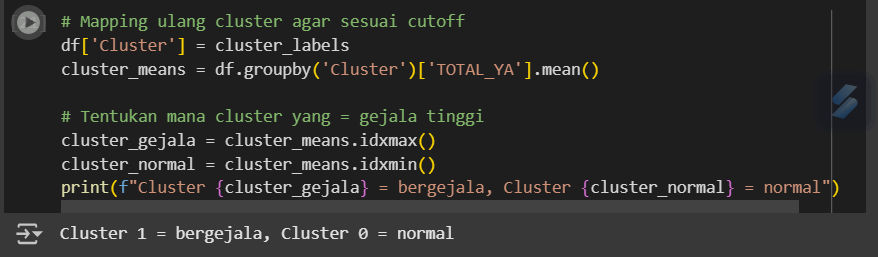 # Mapping ulang cluster agar sesuai cutoff
df['Cluster'] = cluster_labels
cluster_means = df.groupby('Cluster')['TOTAL_YA'].mean()
# Tentukan mana cluster yang = gejala tinggi
cluster_gejala = cluster_means.idxmax()
cluster_normal = cluster_means.idxmin()
print(f"Cluster {cluster_gejala} = bergejala, Cluster {cluster_normal} = normal")
Cluster 1 = bergejala, Cluster 0 = normal